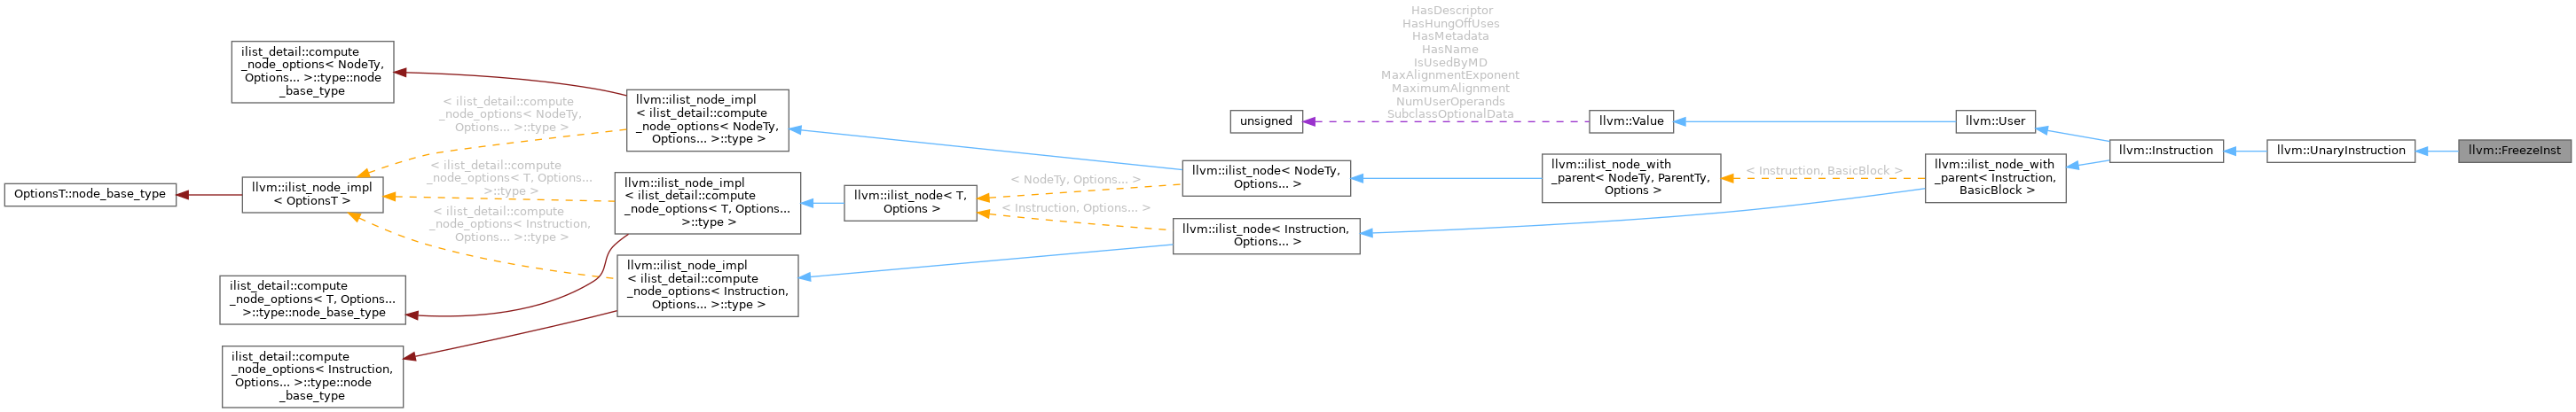 HasDescriptor
HasHungOffUses
HasMetadata
HasName
IsUsedByMD
MaxAlignmentExponent
MaximumAlignment
NumUserOperands
SubclassOptionalData
ilist_detail::compute
_node_options< NodeTy,
Options... >::type::node
_base_type
< ilist_detail::compute
_node_options< NodeTy,
Options... >::type >
llvm::ilist_node_impl
< ilist_detail::compute
_node_options< NodeTy,
Options... >::type >
unsigned
llvm::Value
llvm::User
llvm::Instruction
llvm::UnaryInstruction
llvm::FreezeInst
OptionsT::node_base_type
llvm::ilist_node_impl
< OptionsT >
< ilist_detail::compute
_node_options< T, Options...
>::type >
< ilist_detail::compute
_node_options< Instruction,
Options... >::type >
llvm::ilist_node_impl
< ilist_detail::compute
_node_options< T, Options...
>::type >
llvm::ilist_node< T,
Options >
< NodeTy, Options... >
< Instruction, Options... >
llvm::ilist_node< NodeTy,
Options... >
llvm::ilist_node_with
_parent< NodeTy, ParentTy,
Options >
< Instruction, BasicBlock >
llvm::ilist_node_with
_parent< Instruction,
BasicBlock >
llvm::ilist_node< Instruction,
Options... >
ilist_detail::compute
_node_options< T, Options...
>::type::node_base_type
llvm::ilist_node_impl
< ilist_detail::compute
_node_options< Instruction,
Options... >::type >
ilist_detail::compute
_node_options< Instruction,
Options... >::type::node
_base_type